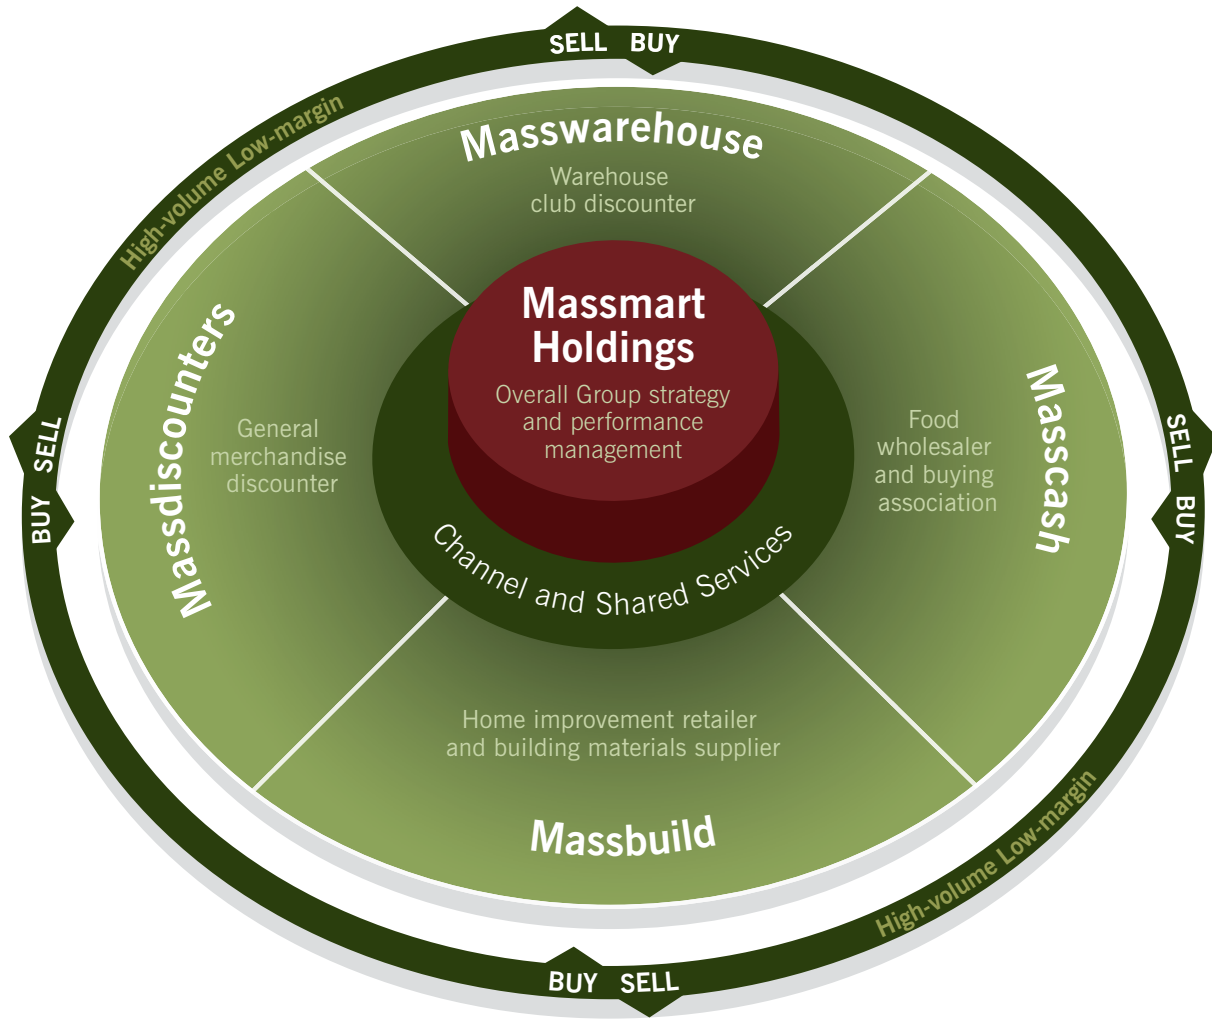 SELL BUY
High-volume Low-margin
Masswarehouse
Warehouse
club discounter
Massmart
Holdings
Overall Group strategy
and performance
management
Massdiscounters
General
merchandise
discounter
Masscash
Food
wholesaler
and buying
association
BUY SELL
SELL BUY
Channel and Shared Services
Home improvement retailer
and building materials supplier
Massbuild
High-volume Low-margin
BUY SELL